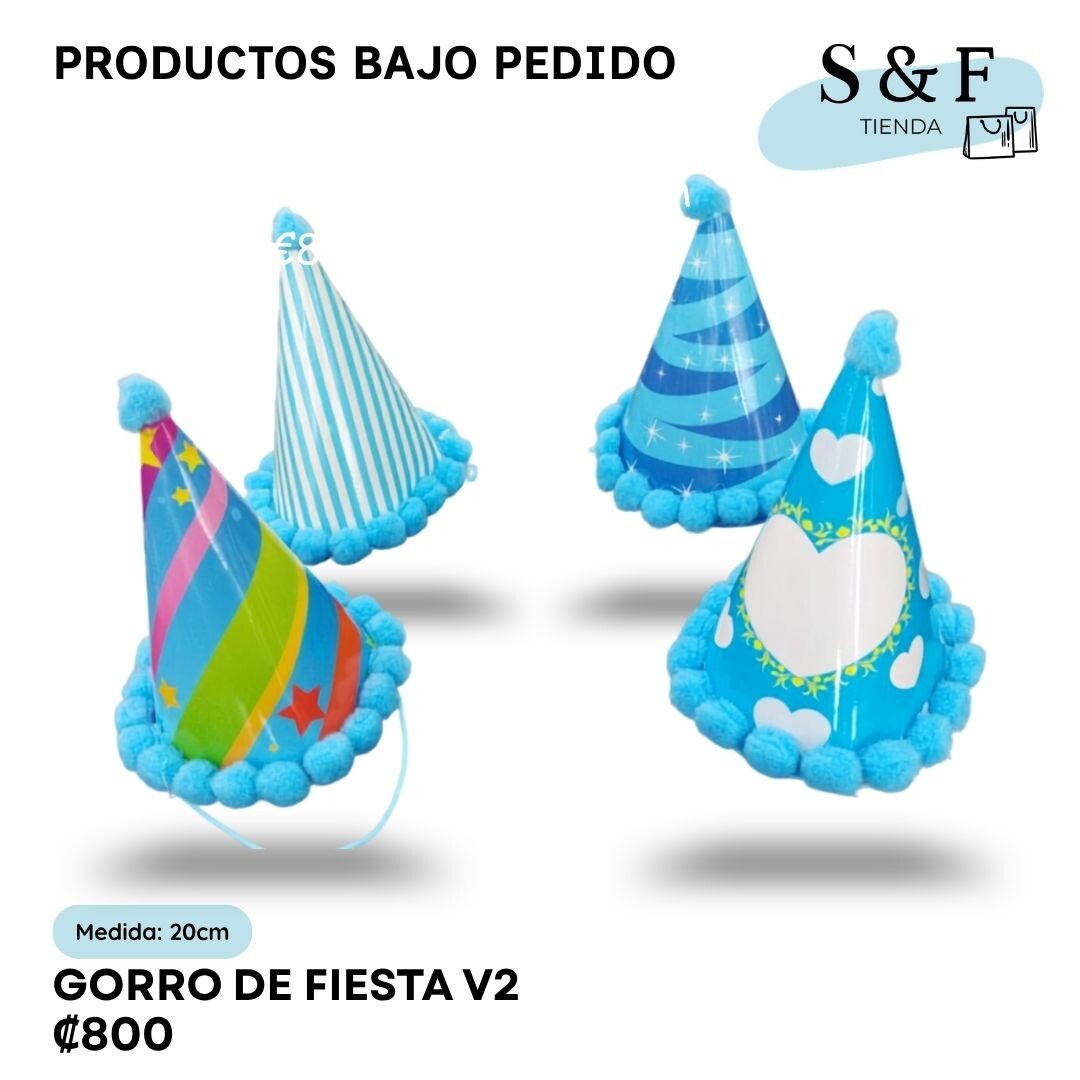 PRODUCTOS BAJO PEDIDO
S & F
TIENDA
Medida: 20cm
GORRO DE FIESTA V2
₡800